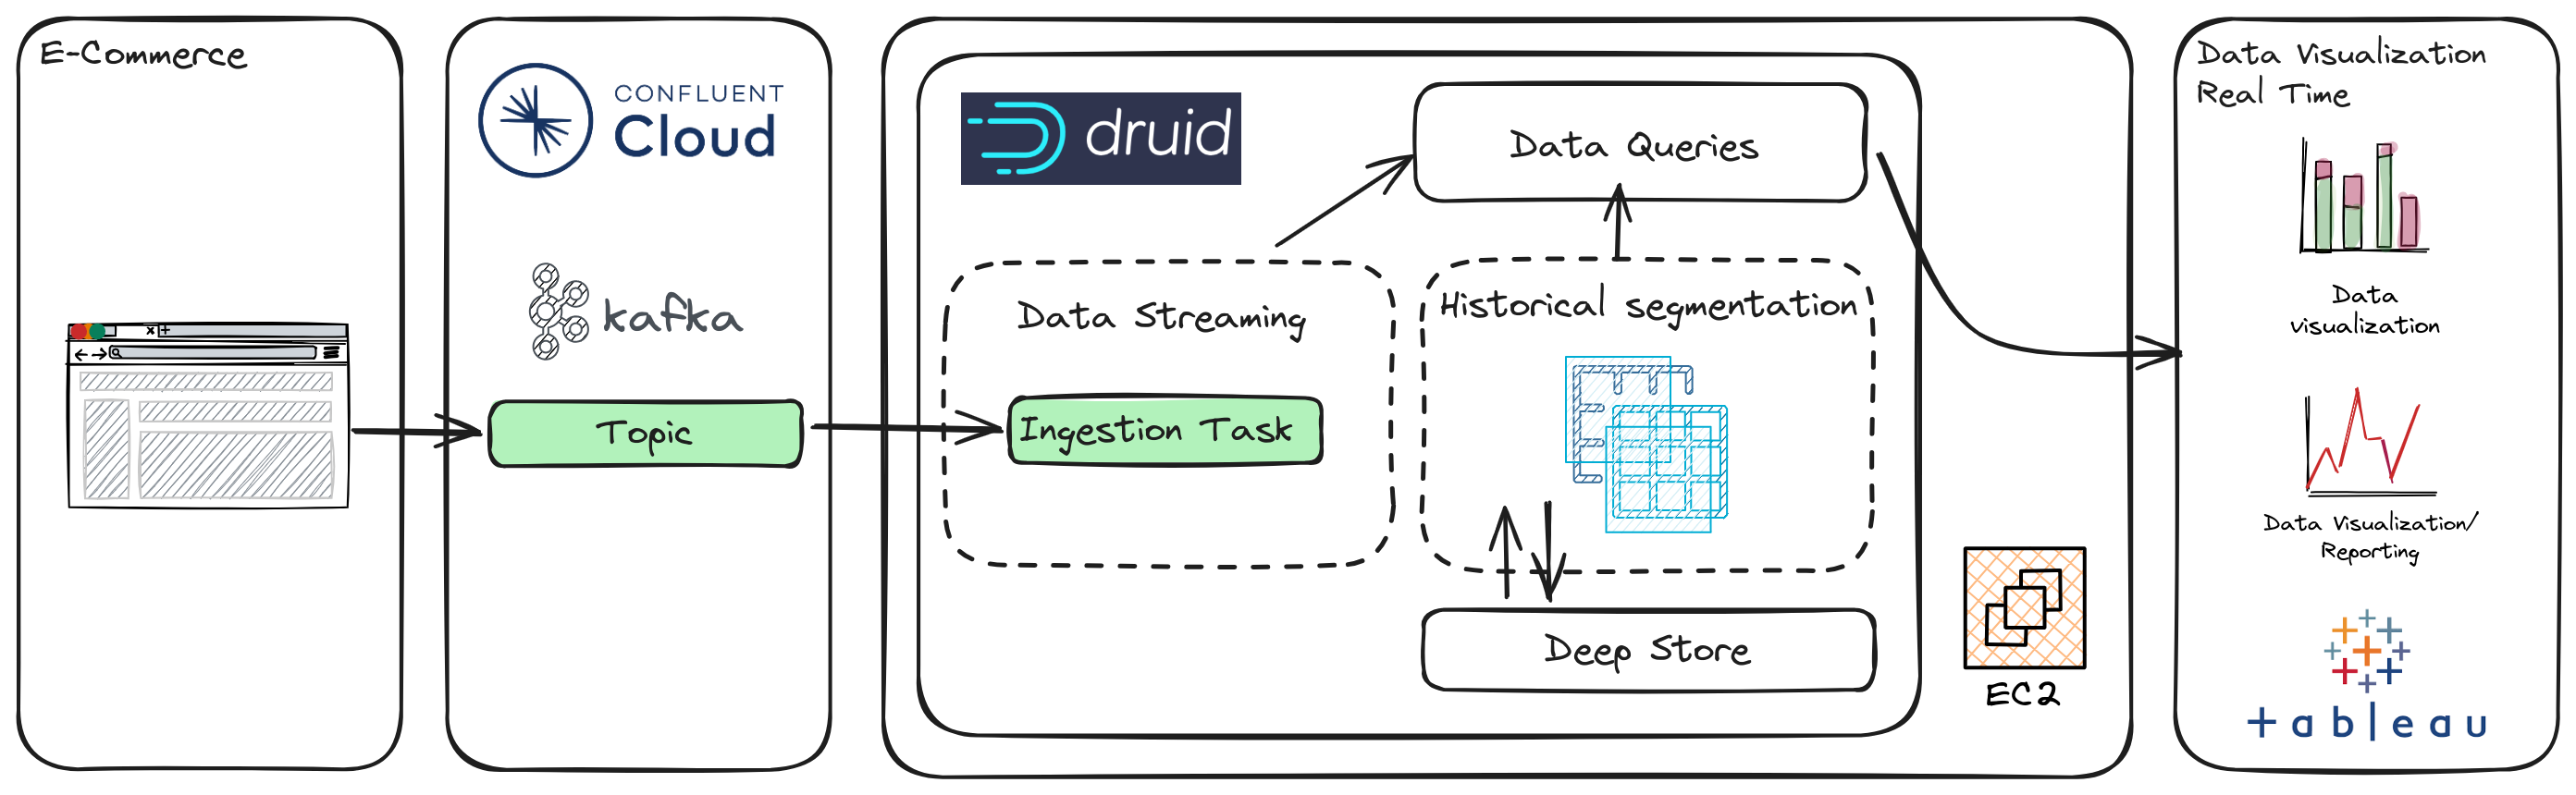 E-Commerce
CONFLUENT
Cloud
kafka
Topic
druid
Data Queries
Data Streaming
Ingestion Task
Historical segmentation
Deep Store
EC2
Data Visualization
Real Time
Data
visualization
Data Visualization/
Reporting
+ableau